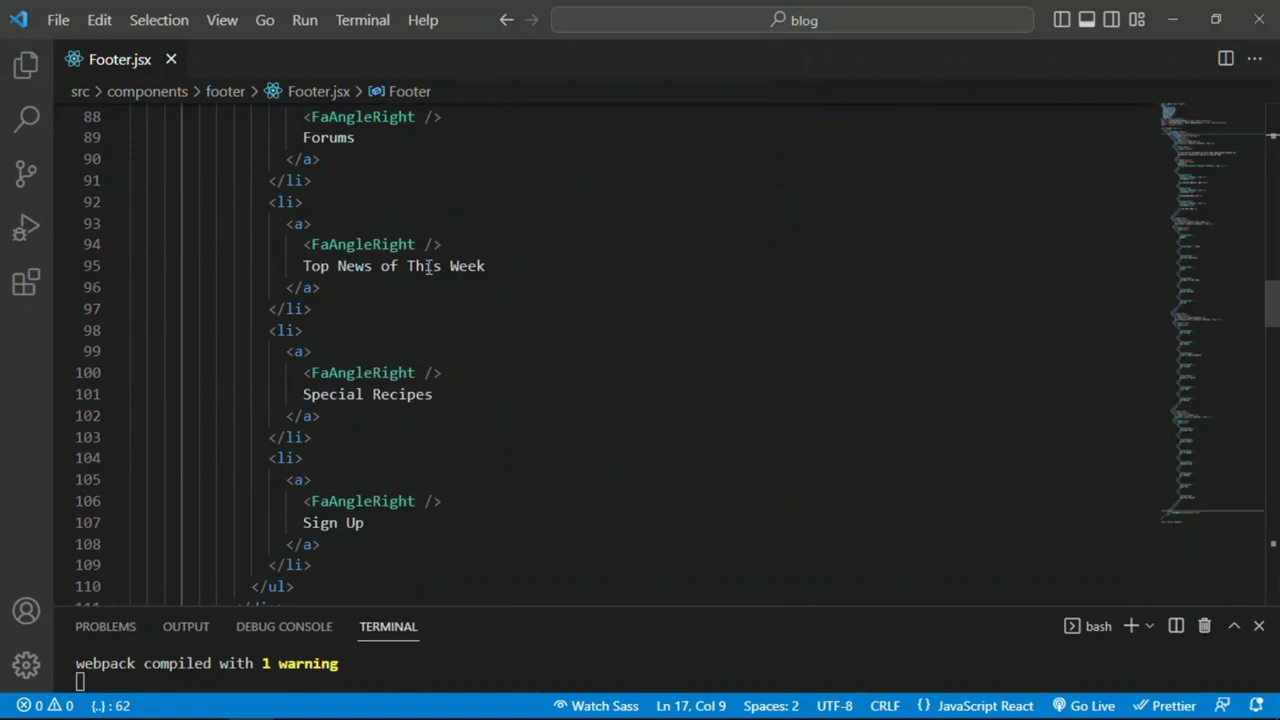 File Edit Selection View Go Run Terminal Help blog
Footer.jsx
src > components > footer > Footer.jsx > Footer
88 <FaAngleRight />
89 Forums
90 </a>
91 </li>
92 <li>
93 <a>
94 <FaAngleRight />
95 Top News of This Week
96 </a>
97 </li>
98 <li>
99 <a>
100 <FaAngleRight />
101 Special Recipes
102 </a>
103 </li>
104 <li>
105 <a>
106 <FaAngleRight />
107 Sign Up
108 </a>
109 </li>
110 </ul>
PROBLEMS OUTPUT DEBUG CONSOLE TERMINAL bash
webpack compiled with 1 warning
0 0 {..} : 62 Watch Sass Ln 17, Col 9 Spaces: 2 UTF-8 CRLF {} JavaScript React Go Live Prettier